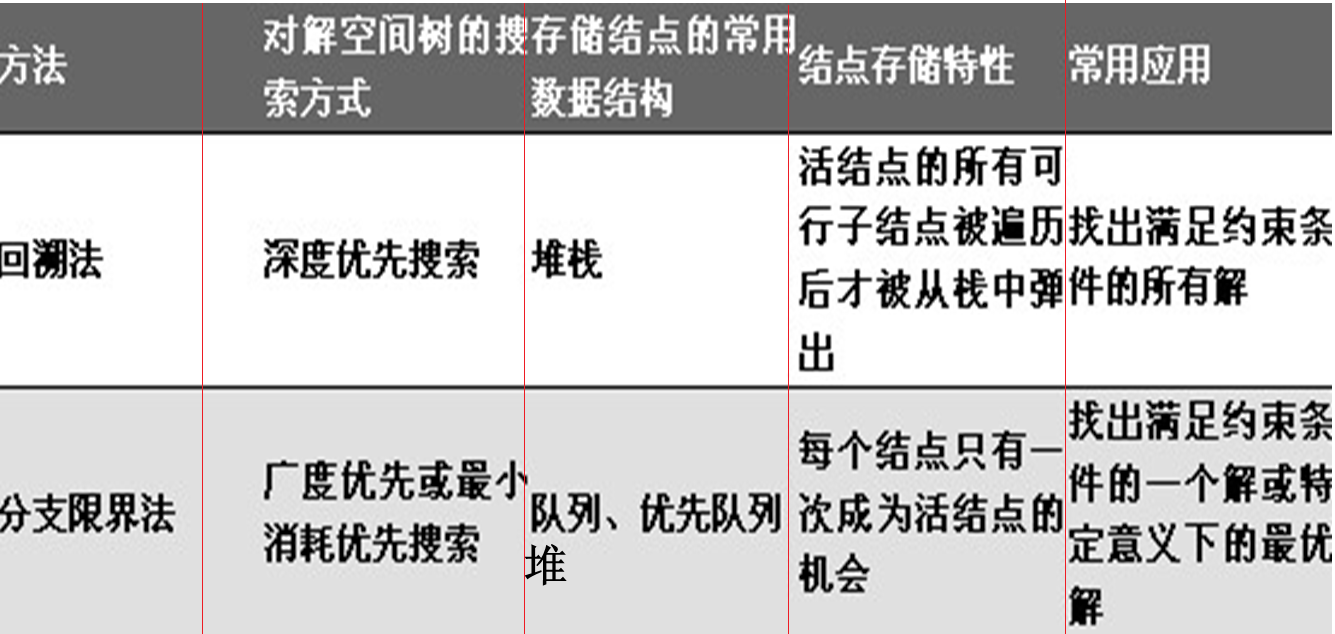 方法
对解空间树的搜
索方式
存储结点的常用
数据结构
结点存储特性
常用应用
回溯法
深度优先搜索
堆栈
活结点的所有可
行子结点被遍历
后才被从栈中弹
出
找出满足约束条
件的所有解
分支限界法
广度优先或最小
消耗优先搜索
队列、优先队列
堆
每个结点只有一
次成为活结点的
机会
找出满足约束条
件的一个解或特
定意义下的最优
解